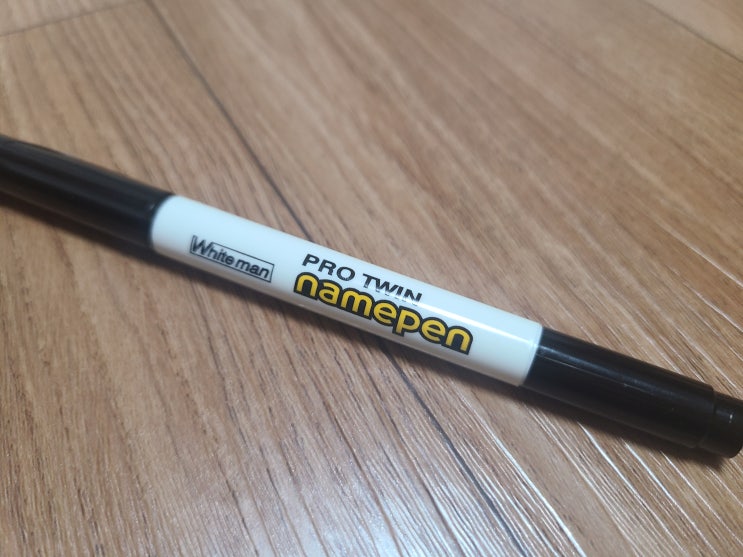 White man
PRO TWIN
namepen